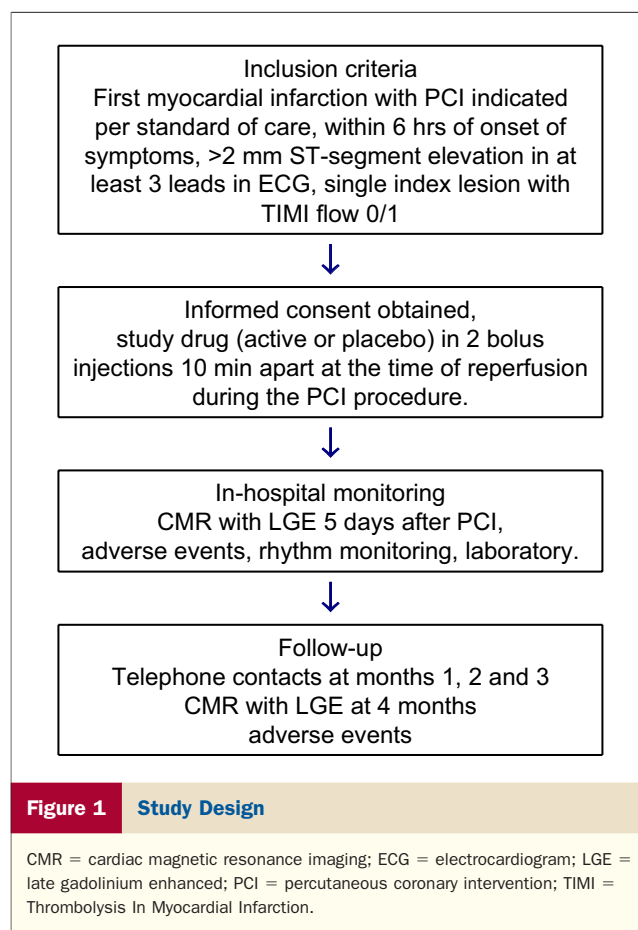 Inclusion criteria
First myocardial infarction with PCI indicated
per standard of care, within 6 hrs of onset of
symptoms, >2 mm ST-segment elevation in at
least 3 leads in ECG, single index lesion with
TIMI flow 0/1
Informed consent obtained,
study drug (active or placebo) in 2 bolus
injections 10 min apart at the time of reperfusion
during the PCI procedure.
In-hospital monitoring
CMR with LGE 5 days after PCI,
adverse events, rhythm monitoring, laboratory.
Follow-up
Telephone contacts at months 1, 2 and 3
CMR with LGE at 4 months
adverse events
Figure 1 Study Design
CMR = cardiac magnetic resonance imaging; ECG = electrocardiogram; LGE =
late gadolinium enhanced; PCI = percutaneous coronary intervention; TIMI =
Thrombolysis In Myocardial Infarction.